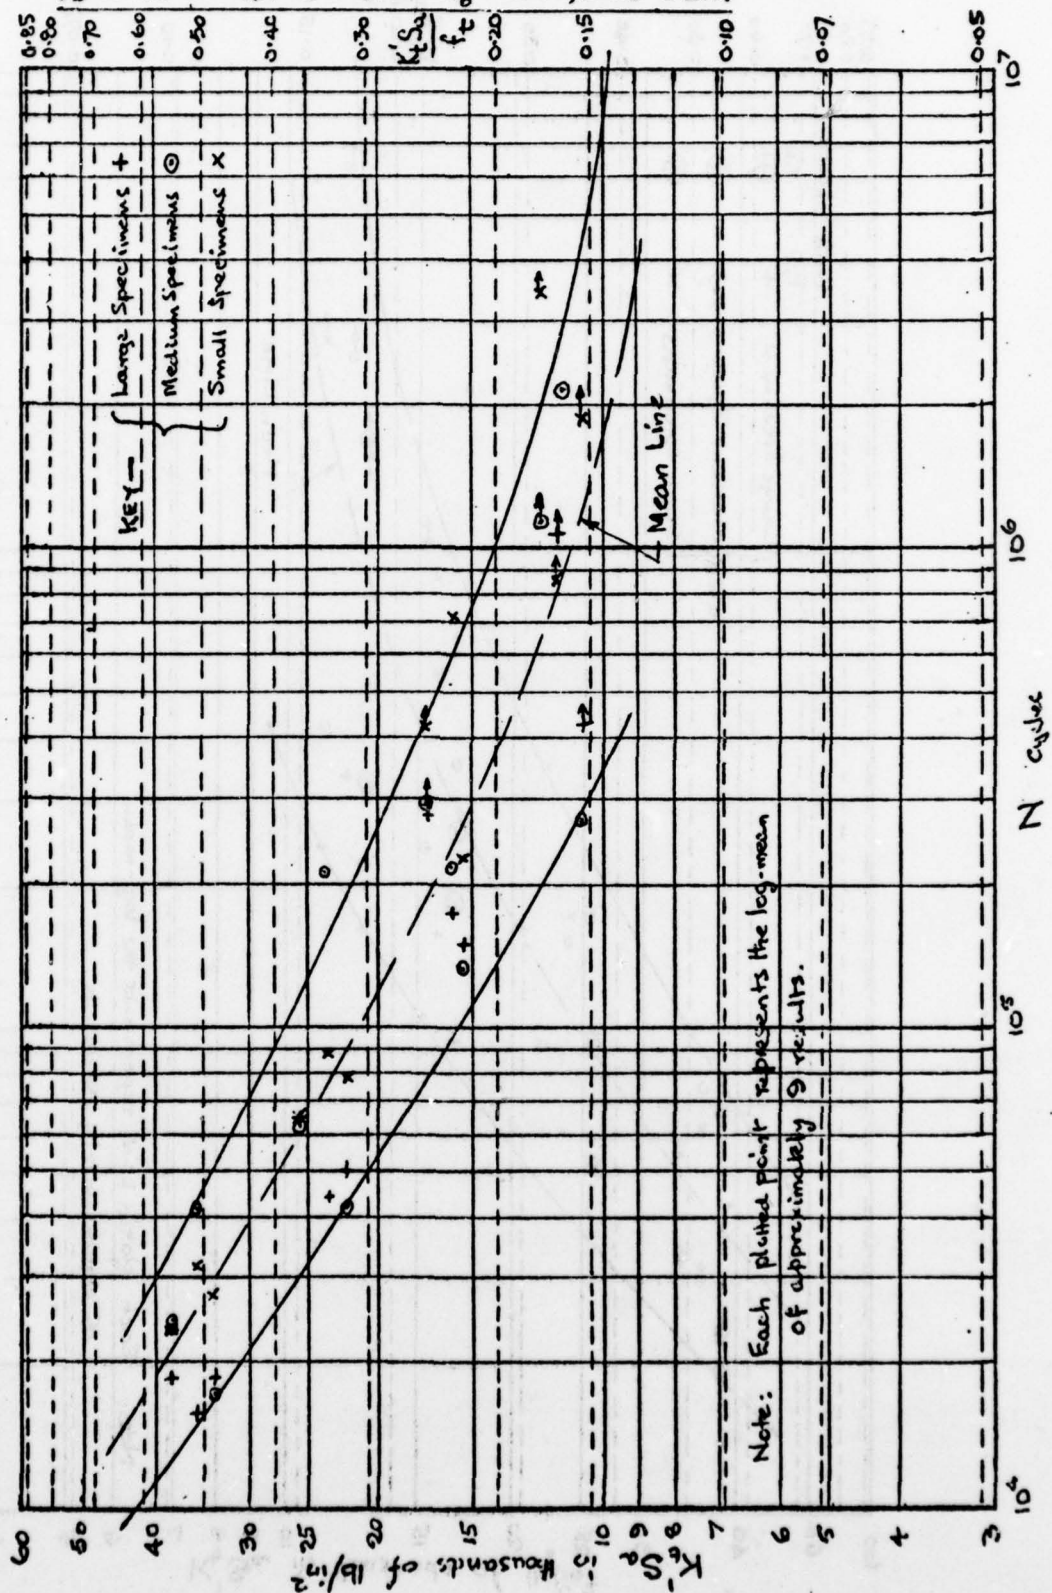 60
50
40
30
25
20
15
10
9
8
7
6
5
4
3
K't Sa in thousands of lb/in²
0.85
0.80
0.70
0.60
0.50
0.40
0.30
K't Sa
ft
0.20
0.15
0.10
0.07
0.05
10⁴
10⁵
10⁶
10⁷
N cycles
KEY —
Large Specimens +
Medium Specimens ⊙
Small Specimens x
Mean Line
Note: Each plotted point represents the log-mean
of approximately 9 results.